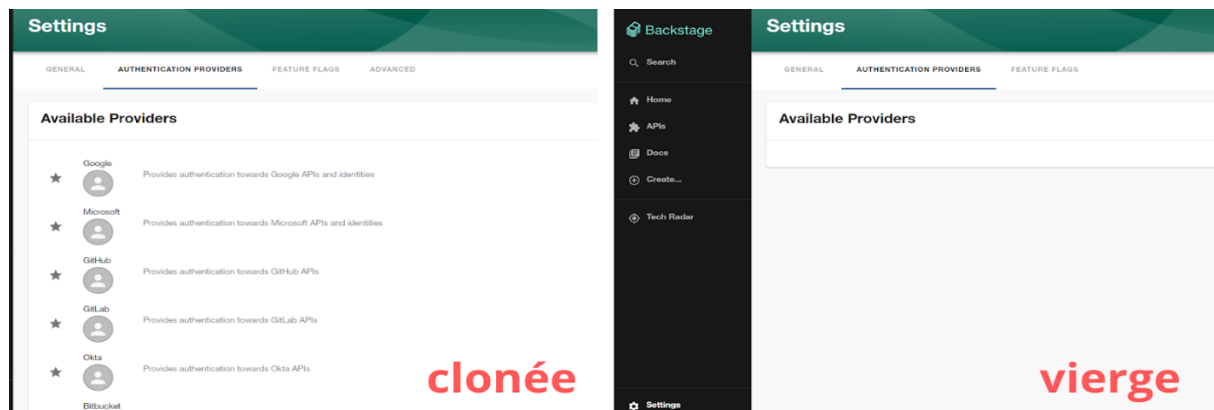 Settings
GENERAL AUTHENTICATION PROVIDERS FEATURE FLAGS ADVANCED
Available Providers
Google
Provides authentication towards Google APIs and identities
Microsoft
Provides authentication towards Microsoft APIs and identities
GitHub
Provides authentication towards GitHub APIs
GitLab
Provides authentication towards GitLab APIs
Okta
Provides authentication towards Okta APIs
Bitbucket
clonée
Backstage
Search
Home
APIs
Docs
Create...
Tech Radar
Settings
Settings
GENERAL AUTHENTICATION PROVIDERS FEATURE FLAGS
Available Providers
vierge